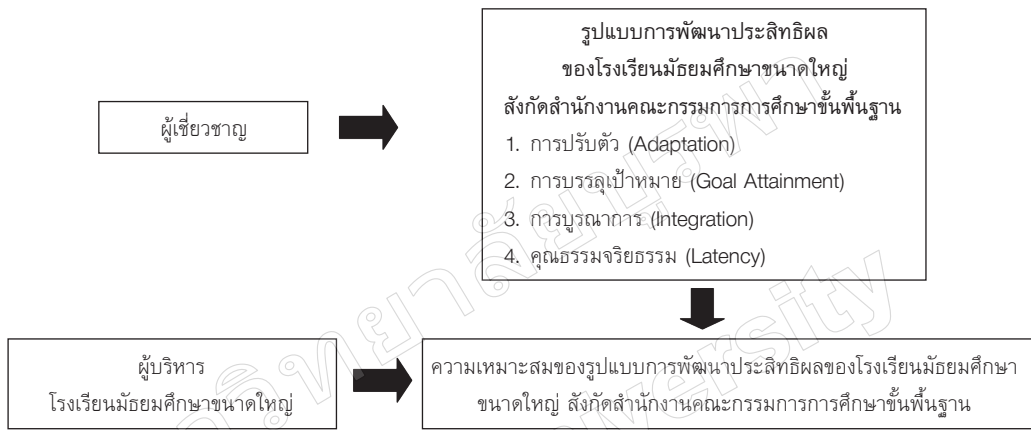 รูปแบบการพัฒนาประสิทธิผล
ของโรงเรียนมัธยมศึกษาขนาดใหญ่
สังกัดสำนักงานคณะกรรมการการศึกษาขั้นพื้นฐาน
1. การปรับตัว (Adaptation)
2. การบรรลุเป้าหมาย (Goal Attainment)
3. การบูรณาการ (Integration)
4. คุณธรรมจริยธรรม (Latency)
ผู้เชี่ยวชาญ
ผู้บริหาร
โรงเรียนมัธยมศึกษาขนาดใหญ่
ความเหมาะสมของรูปแบบการพัฒนาประสิทธิผลของโรงเรียนมัธยมศึกษา
ขนาดใหญ่ สังกัดสำนักงานคณะกรรมการการศึกษาขั้นพื้นฐาน